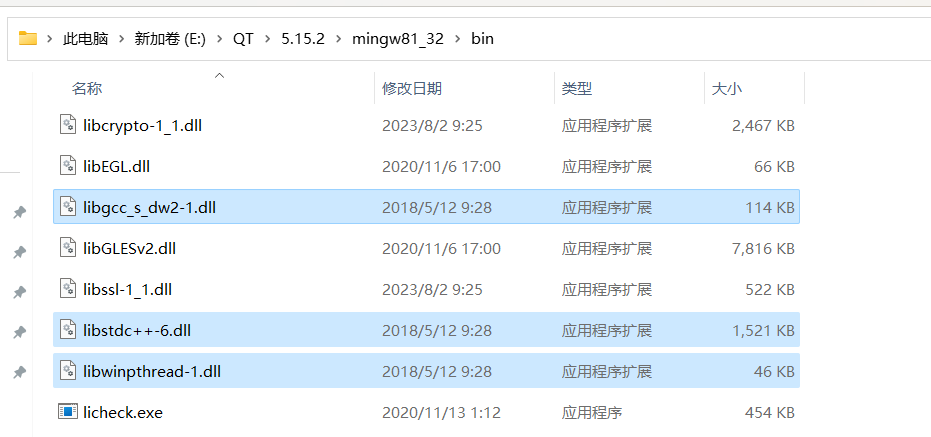 此电脑 › 新加卷 (E:) › QT › 5.15.2 › mingw81_32 › bin
名称 修改日期 类型 大小
libcrypto-1_1.dll 2023/8/2 9:25 应用程序扩展 2,467 KB
libEGL.dll 2020/11/6 17:00 应用程序扩展 66 KB
libgcc_s_dw2-1.dll 2018/5/12 9:28 应用程序扩展 114 KB
libGLESv2.dll 2020/11/6 17:00 应用程序扩展 7,816 KB
libssl-1_1.dll 2023/8/2 9:25 应用程序扩展 522 KB
libstdc++-6.dll 2018/5/12 9:28 应用程序扩展 1,521 KB
libwinpthread-1.dll 2018/5/12 9:28 应用程序扩展 46 KB
licheck.exe 2020/11/13 1:12 应用程序 454 KB